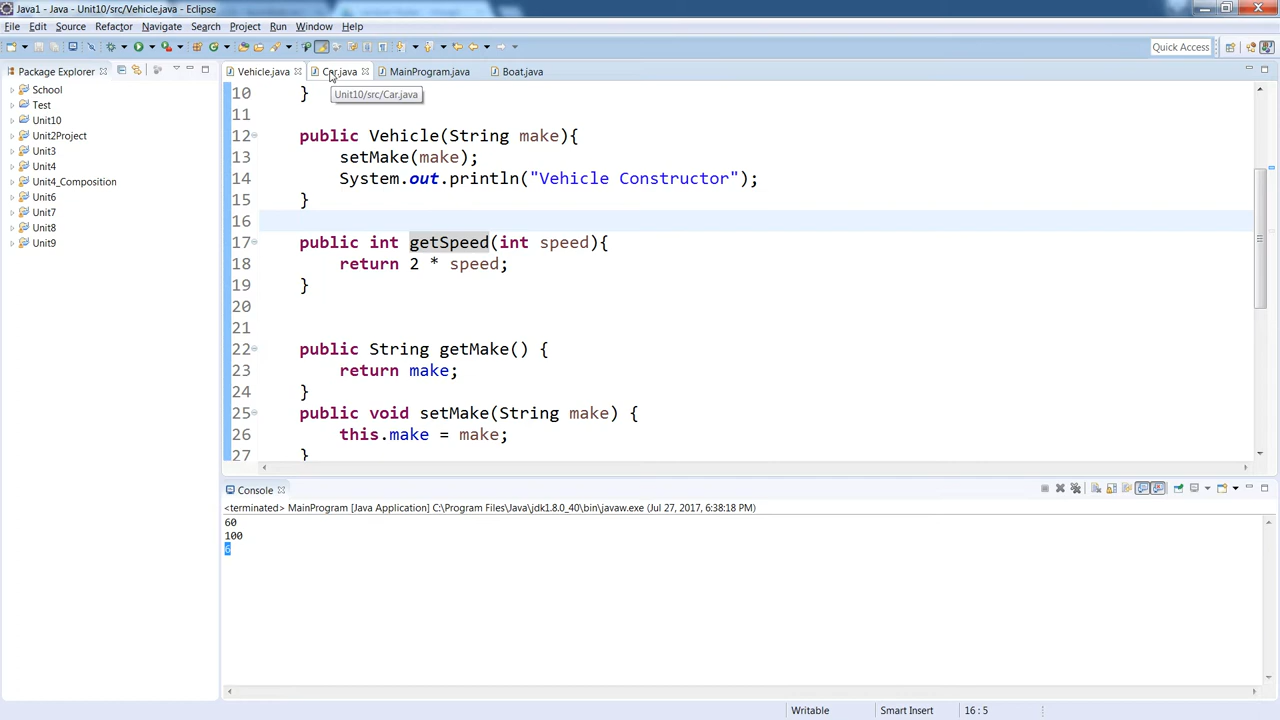 Java1 - Java - Unit10/src/Vehicle.java - Eclipse
File Edit Source Refactor Navigate Search Project Run Window Help
Quick Access
Package Explorer
School
Test
Unit10
Unit2Project
Unit3
Unit4
Unit4_Composition
Unit6
Unit7
Unit8
Unit9
Vehicle.java Car.java MainProgram.java Boat.java
Unit10/src/Car.java
10 }
11
12 public Vehicle(String make){
13 setMake(make);
14 System.out.println("Vehicle Constructor");
15 }
16
17 public int getSpeed(int speed){
18 return 2 * speed;
19 }
20
21
22 public String getMake() {
23 return make;
24 }
25 public void setMake(String make) {
26 this.make = make;
27 }
Console
<terminated> MainProgram [Java Application] C:\Program Files\Java\jdk1.8.0_40\bin\javaw.exe (Jul 27, 2017, 6:38:18 PM)
60
100
6
Writable Smart Insert 16 : 5